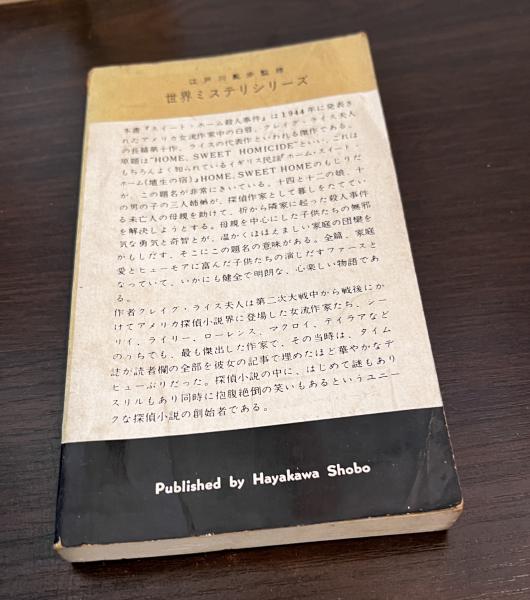 江戸川乱歩監修
世界ミステリシリーズ
本書『スイート・ホーム殺人事件』は1944年に発表さ
れたアメリカ女流作家中の白眉、クレイグ・ライス夫人
の長篇第十作、ライスの代表作といわれる傑作である。
原題は"HOME, SWEET HOMICIDE"といい、これは
もちろんよく知られているイギリス民謡『ホーム・スイート・
ホーム(埴生の宿)』HOME, SWEET HOMEのもじりだ
が、この題名が非常にきいている。十四と十二の娘、十
の男の子の三人姉弟が、探偵作家として暮しをたててい
る未亡人の母親を助けて、折から隣家に起った殺人事件
を解決しようとする。母親を中心にした子供たちの無邪
気な勇気と奇智とが、温かくほほえましい家庭の団欒を
かもしだす、そこにこの題名の意味がある。全篇、家庭
愛とヒューモアに富んだ子供たちの演じだすファースと
なっていて、いかにも健全で明朗な、心楽しい物語であ
る。
作者クレイグ・ライス夫人は第二次大戦中から戦後にか
けてアメリカ探偵小説界に登場した女流作家たち、シー
リイ、ライリー、ローレンス、マクロイ、テイラアなど
のうちでも、最も傑出した作家で、その当時は、タイム
誌が読者欄の全部を彼女の記事で埋めたほど華やかなデ
ビューぶりだった。探偵小説の中に、はじめて謎もあり
スリルもあり同時に抱腹絶倒の笑いもあるというユニー
クな探偵小説の創始者である。
Published by Hayakawa Shobo